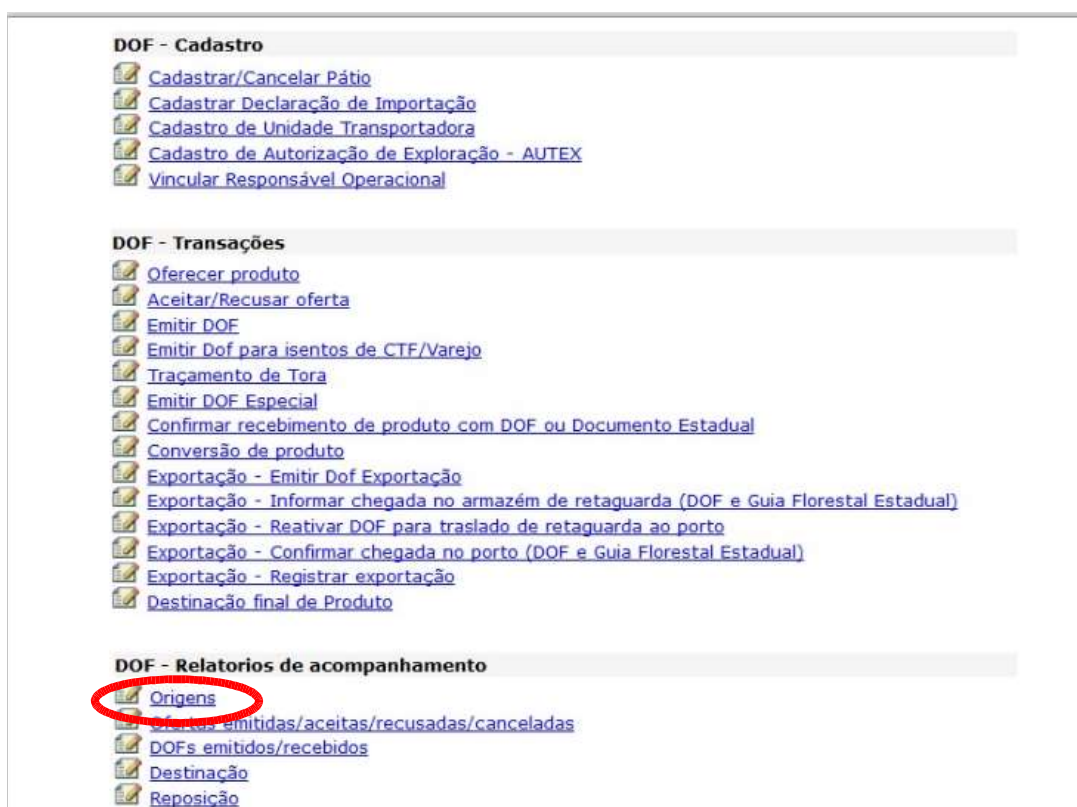 DOF - Cadastro
Cadastrar/Cancelar Pátio
Cadastrar Declaração de Importação
Cadastro de Unidade Transportadora
Cadastro de Autorização de Exploração - AUTEX
Vincular Responsável Operacional
DOF - Transações
Oferecer produto
Aceitar/Recusar oferta
Emitir DOF
Emitir Dof para isentos de CTF/Varejo
Traçamento de Tora
Emitir DOF Especial
Confirmar recebimento de produto com DOF ou Documento Estadual
Conversão de produto
Exportação - Emitir Dof Exportação
Exportação - Informar chegada no armazém de retaguarda (DOF e Guia Florestal Estadual)
Exportação - Reativar DOF para traslado de retaguarda ao porto
Exportação - Confirmar chegada no porto (DOF e Guia Florestal Estadual)
Exportação - Registrar exportação
Destinação final de Produto
DOF - Relatorios de acompanhamento
Origens
Ofertas emitidas/aceitas/recusadas/canceladas
DOFs emitidos/recebidos
Destinação
Reposição